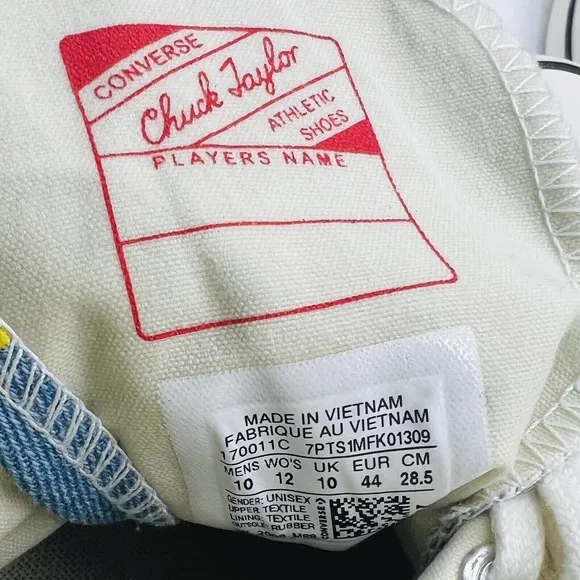 CONVERSE
Chuck Taylor
ATHLETIC
SHOES
PLAYERS NAME
MADE IN VIETNAM
FABRIQUE AU VIETNAM
170011C 7PTS1MFK01309
MENS WO'S UK EUR CM
10 12 10 44 28.5
GENDER: UNISEX
UPPER: TEXTILE
LINING: TEXTILE
OUTSOLE: RUBBER
CONVERSE